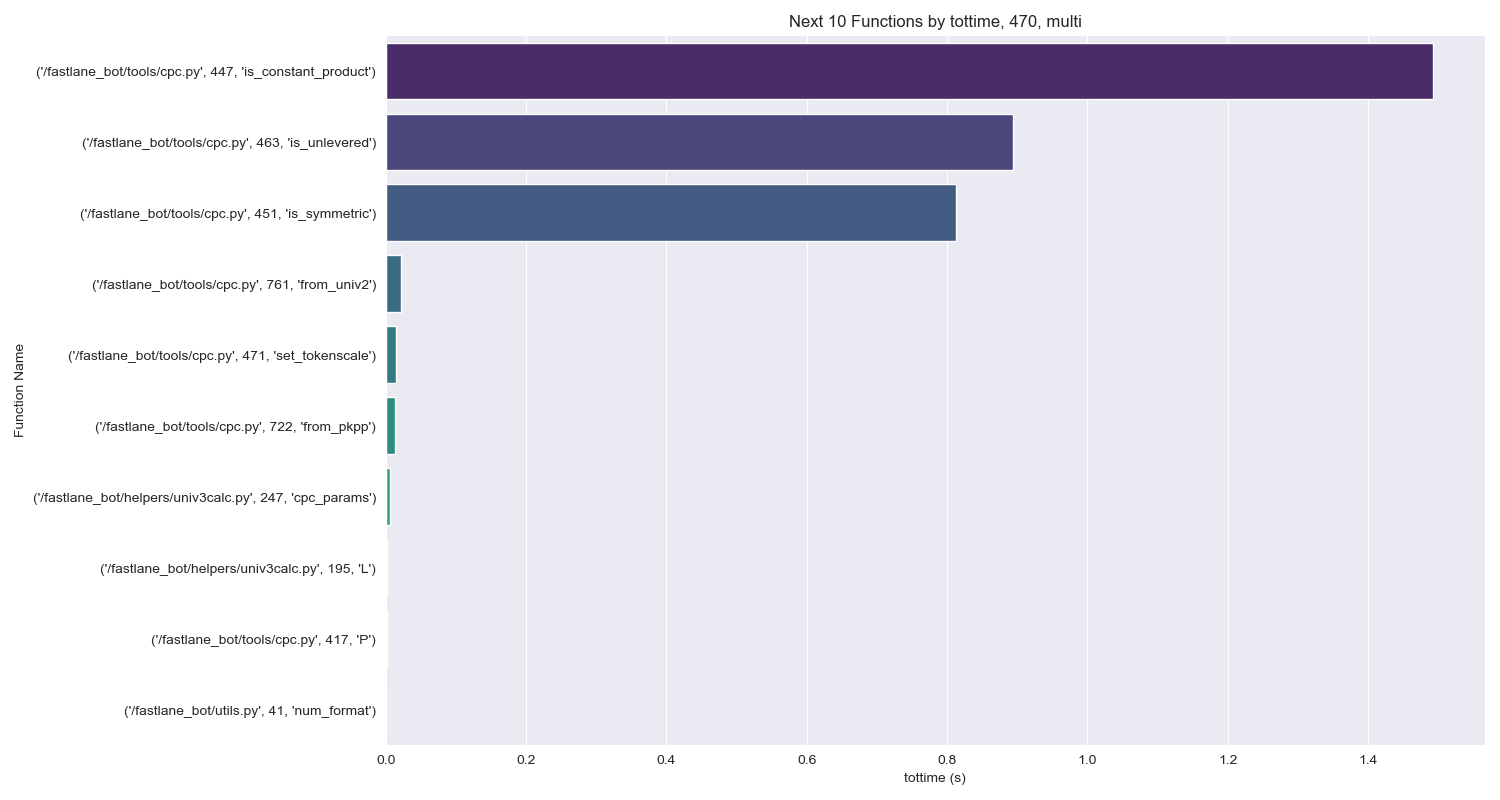 Next 10 Functions by tottime, 470, multi
('/fastlane_bot/tools/cpc.py', 447, 'is_constant_product')
('/fastlane_bot/tools/cpc.py', 463, 'is_unlevered')
('/fastlane_bot/tools/cpc.py', 451, 'is_symmetric')
('/fastlane_bot/tools/cpc.py', 761, 'from_univ2')
('/fastlane_bot/tools/cpc.py', 471, 'set_tokenscale')
('/fastlane_bot/tools/cpc.py', 722, 'from_pkpp')
('/fastlane_bot/helpers/univ3calc.py', 247, 'cpc_params')
('/fastlane_bot/helpers/univ3calc.py', 195, 'L')
('/fastlane_bot/tools/cpc.py', 417, 'P')
('/fastlane_bot/utils.py', 41, 'num_format')
Function Name
0.0 0.2 0.4 0.6 0.8 1.0 1.2 1.4
tottime (s)